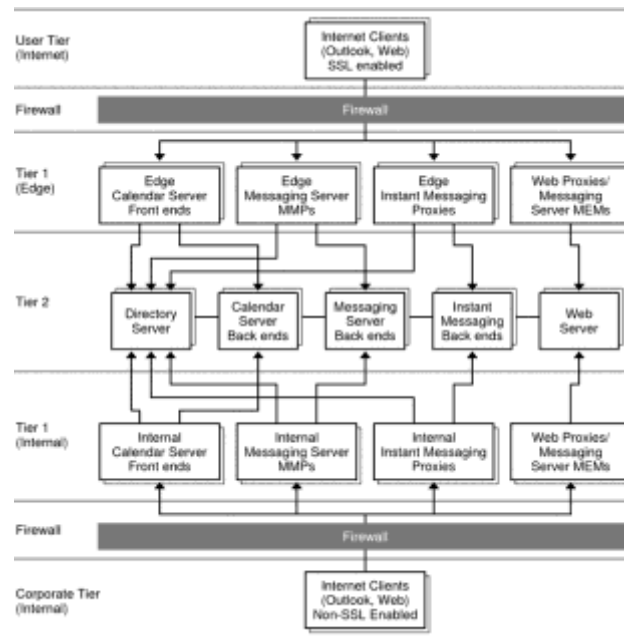 User Tier
(Internet)
Internet Clients
(Outlook, Web)
SSL enabled
Firewall
Firewall
Tier 1
(Edge)
Edge
Calendar Server
Front ends
Edge
Messaging Server
MMPs
Edge
Instant Messaging
Proxies
Web Proxies/
Messaging
Server MEMs
Tier 2
Directory
Server
Calendar
Server
Back ends
Messaging
Server
Back ends
Instant
Messaging
Back ends
Web
Server
Tier 1
(Internal)
Internal
Calendar Server
Front ends
Internal
Messaging Server
MMPs
Internal
Instant Messaging
Proxies
Web Proxies/
Messaging
Server MEMs
Firewall
Firewall
Corporate Tier
(Internal)
Internet Clients
(Outlook, Web)
Non-SSL Enabled